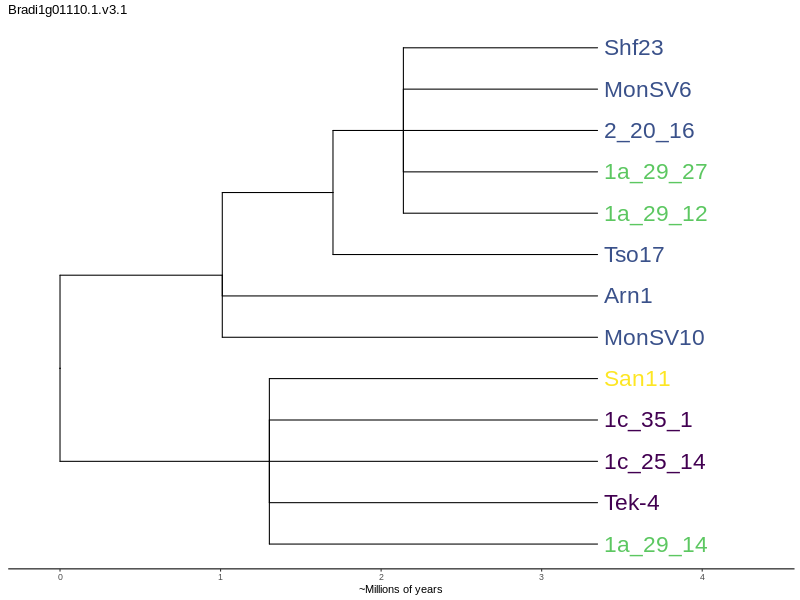 Bradi1g01110.1.v3.1
Shf23
MonSV6
2_20_16
1a_29_27
1a_29_12
Tso17
Arn1
MonSV10
San11
1c_35_1
1c_25_14
Tek-4
1a_29_14
0 1 2 3 4
~Millions of years